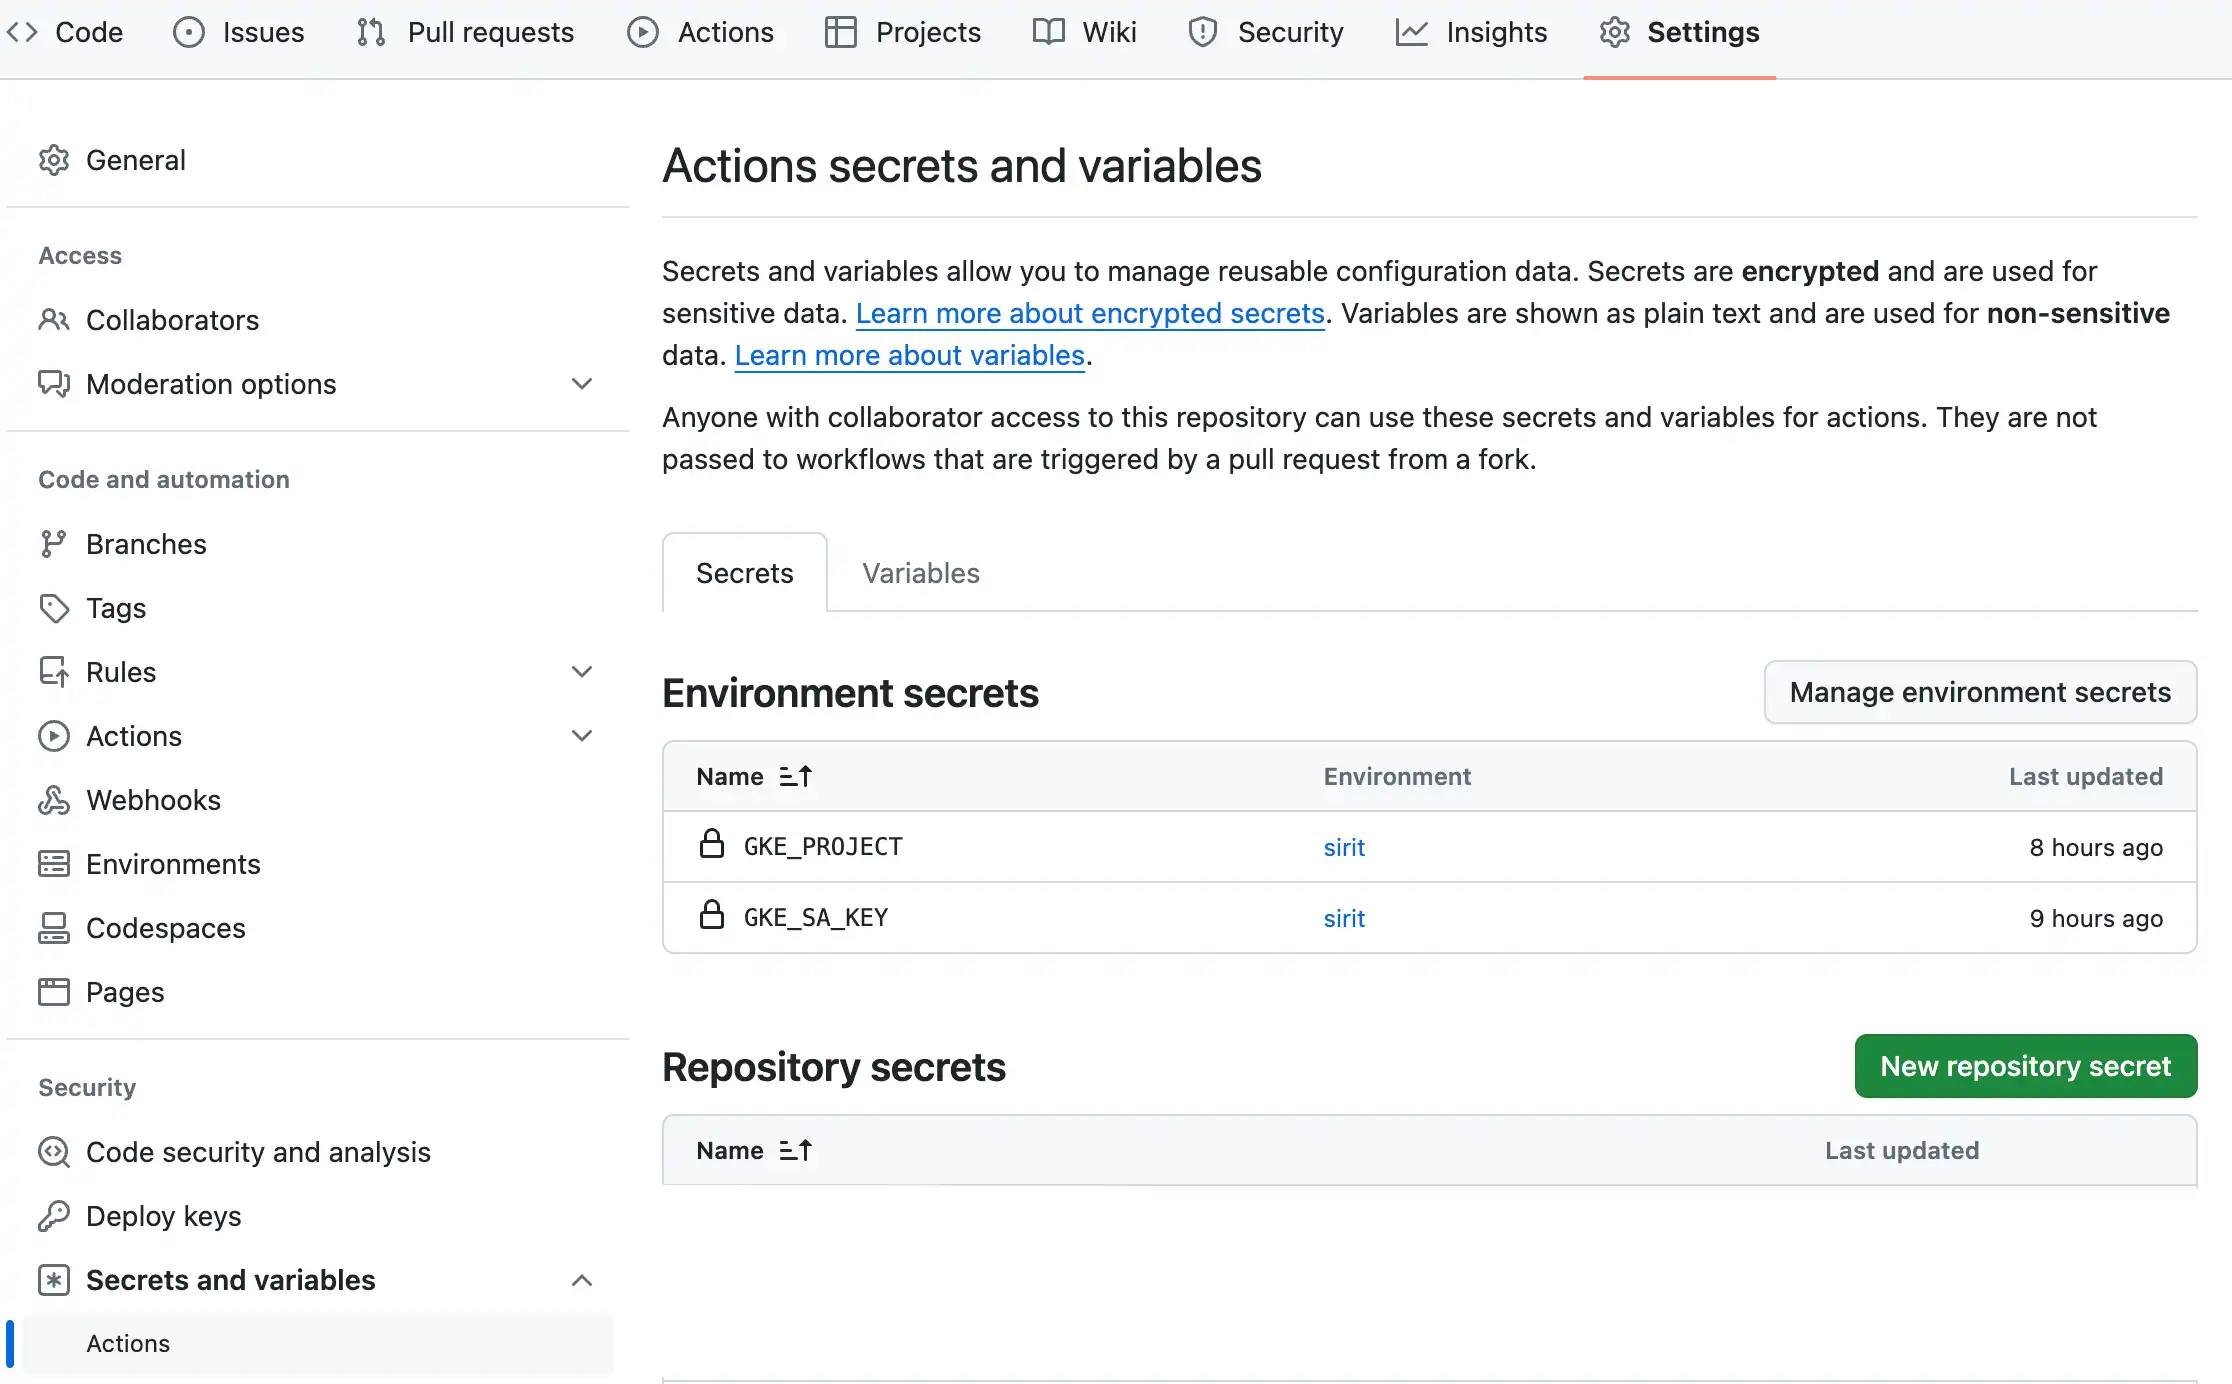 Code Issues Pull requests Actions Projects Wiki Security Insights Settings
General
Access
Collaborators
Moderation options
Code and automation
Branches
Tags
Rules
Actions
Webhooks
Environments
Codespaces
Pages
Security
Code security and analysis
Deploy keys
Secrets and variables
Actions
Actions secrets and variables
Secrets and variables allow you to manage reusable configuration data. Secrets are encrypted and are used for
sensitive data. Learn more about encrypted secrets. Variables are shown as plain text and are used for non-sensitive
data. Learn more about variables.
Anyone with collaborator access to this repository can use these secrets and variables for actions. They are not
passed to workflows that are triggered by a pull request from a fork.
Secrets Variables
Environment secrets Manage environment secrets
Name Environment Last updated
GKE_PROJECT sirit 8 hours ago
GKE_SA_KEY sirit 9 hours ago
Repository secrets New repository secret
Name Last updated